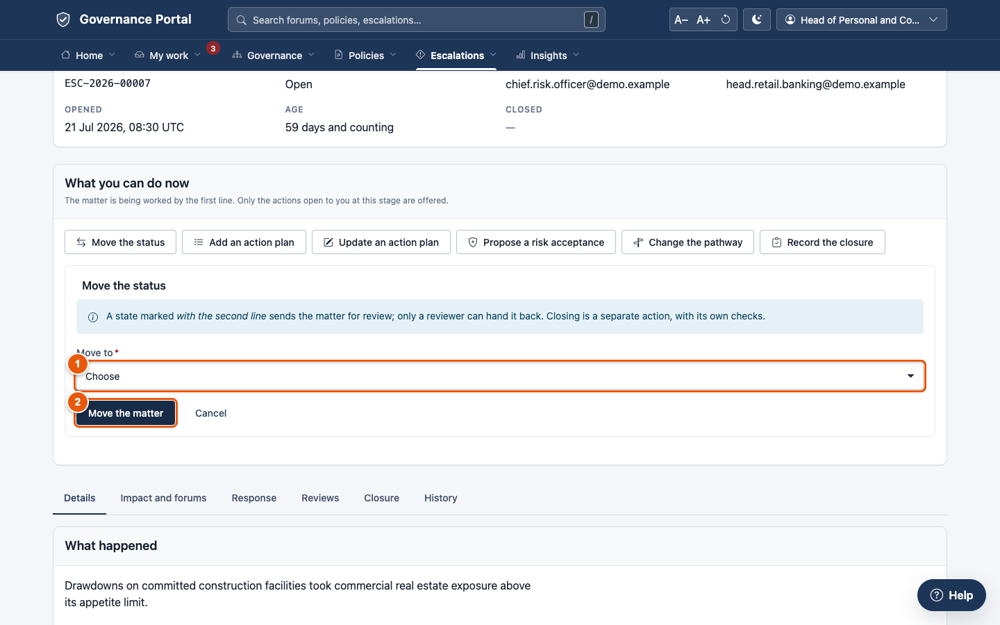 Governance Portal
Search forums, policies, escalations...
/
A− A+
Head of Personal and Co...
Home
My work
3
Governance
Policies
Escalations
Insights
ESC-2026-00007
Open
chief.risk.officer@demo.example
head.retail.banking@demo.example
OPENED
AGE
CLOSED
21 Jul 2026, 08:30 UTC
59 days and counting
—
What you can do now
The matter is being worked by the first line. Only the actions open to you at this stage are offered.
Move the status
Add an action plan
Update an action plan
Propose a risk acceptance
Change the pathway
Record the closure
Move the status
A state marked with the second line sends the matter for review; only a reviewer can hand it back. Closing is a separate action, with its own checks.
Move to *
1
Choose
2
Move the matter
Cancel
Details
Impact and forums
Response
Reviews
Closure
History
What happened
Drawdowns on committed construction facilities took commercial real estate exposure above
its appetite limit.
Help